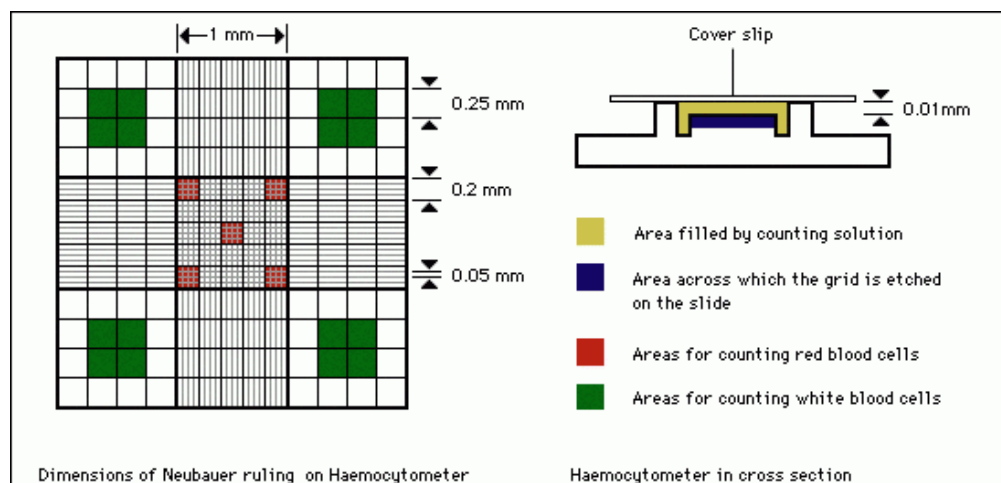 1 mm
0.25 mm
0.2 mm
0.05 mm
Dimensions of Neubauer ruling on Haemocytometer
Cover slip
0.01mm
Area filled by counting solution
Area across which the grid is etched
on the slide
Areas for counting red blood cells
Areas for counting white blood cells
Haemocytometer in cross section